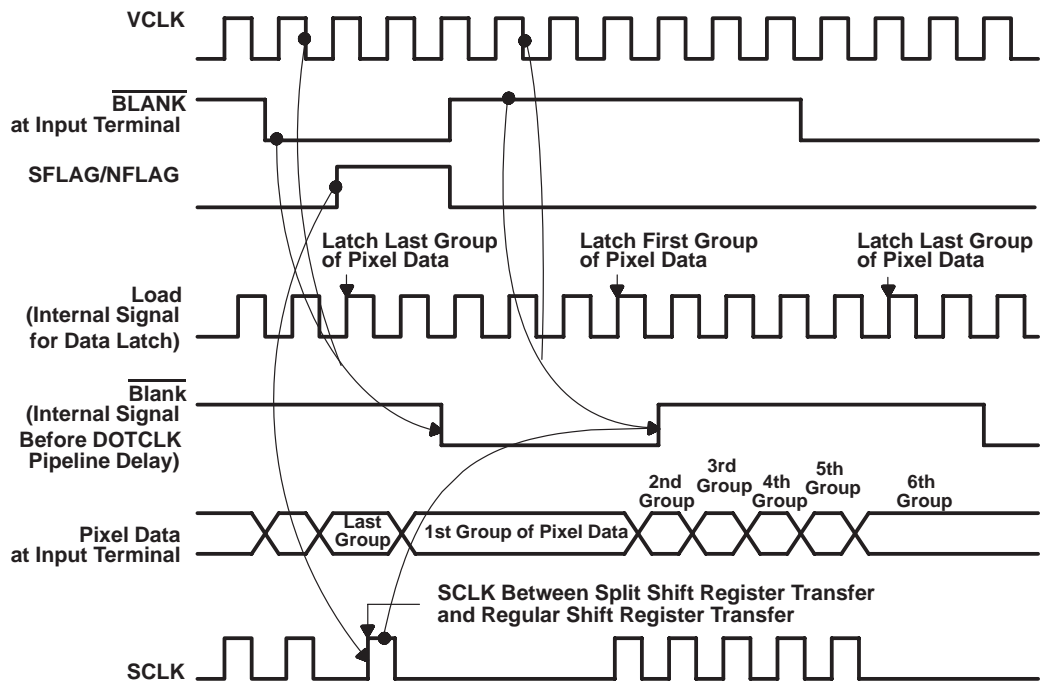 VCLK
BLANK
at Input Terminal
SFLAG/NFLAG
Latch Last Group
of Pixel Data
Latch First Group
of Pixel Data
Latch Last Group
of Pixel Data
Load
(Internal Signal
for Data Latch)
Blank
(Internal Signal
Before DOTCLK
Pipeline Delay)
Pixel Data
at Input Terminal
Last
Group
1st Group of Pixel Data
2nd
Group
3rd
Group
4th
Group
5th
Group
6th
Group
SCLK Between Split Shift Register Transfer
and Regular Shift Register Transfer
SCLK